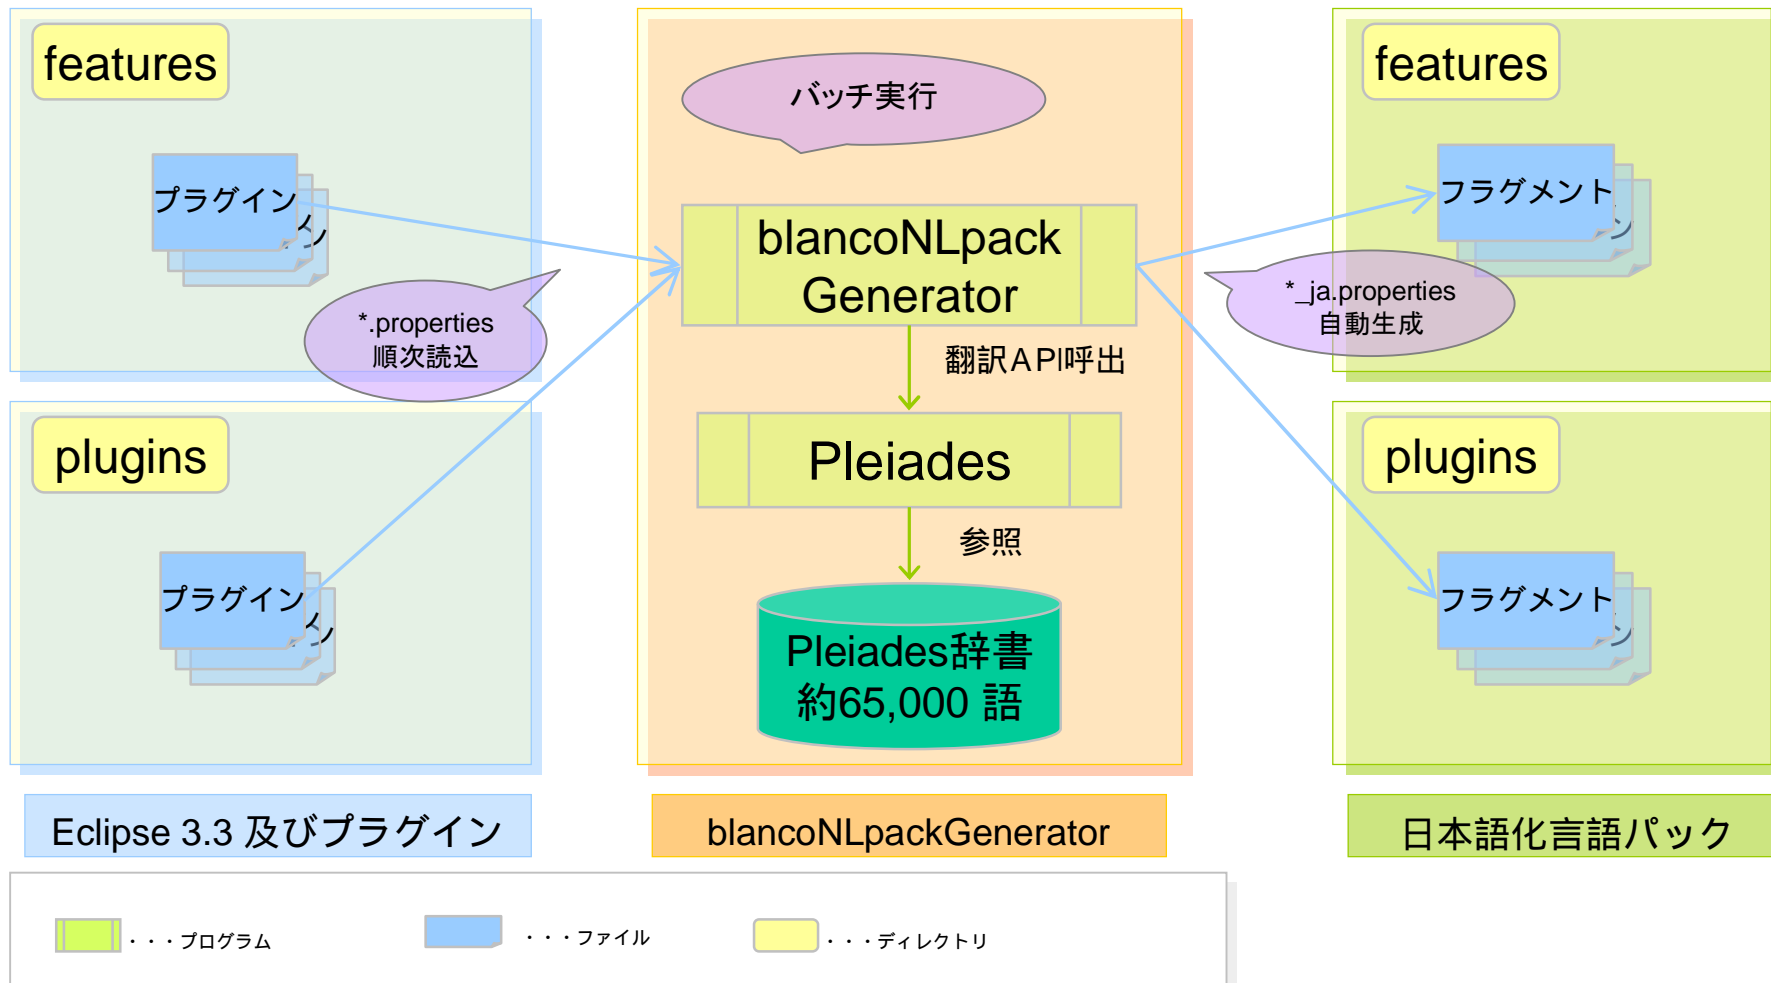 features
プラグイン
*.properties
順次読込
plugins
プラグイン
Eclipse 3.3 及びプラグイン
バッチ実行
blancoNLpack
Generator
翻訳API呼出
Pleiades
参照
Pleiades辞書
約65,000 語
blancoNLpackGenerator
features
フラグメント
*_ja.properties
自動生成
plugins
フラグメント
日本語化言語パック
・・・プログラム
・・・ファイル
・・・ディレクトリ